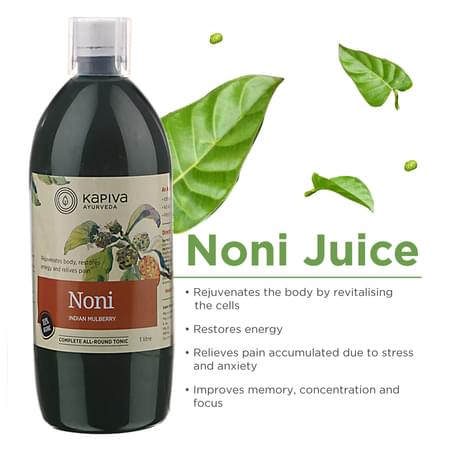 KAPIVA
AYURVEDA
Rejuvenates body, restores
energy and relives pain
Noni
INDIAN MULBERRY
COMPLETE ALL-ROUND TONIC
1 litre
Noni Juice
• Rejuvenates the body by revitalising
the cells
• Restores energy
• Relieves pain accumulated due to stress
and anxiety
• Improves memory, concentration and
focus